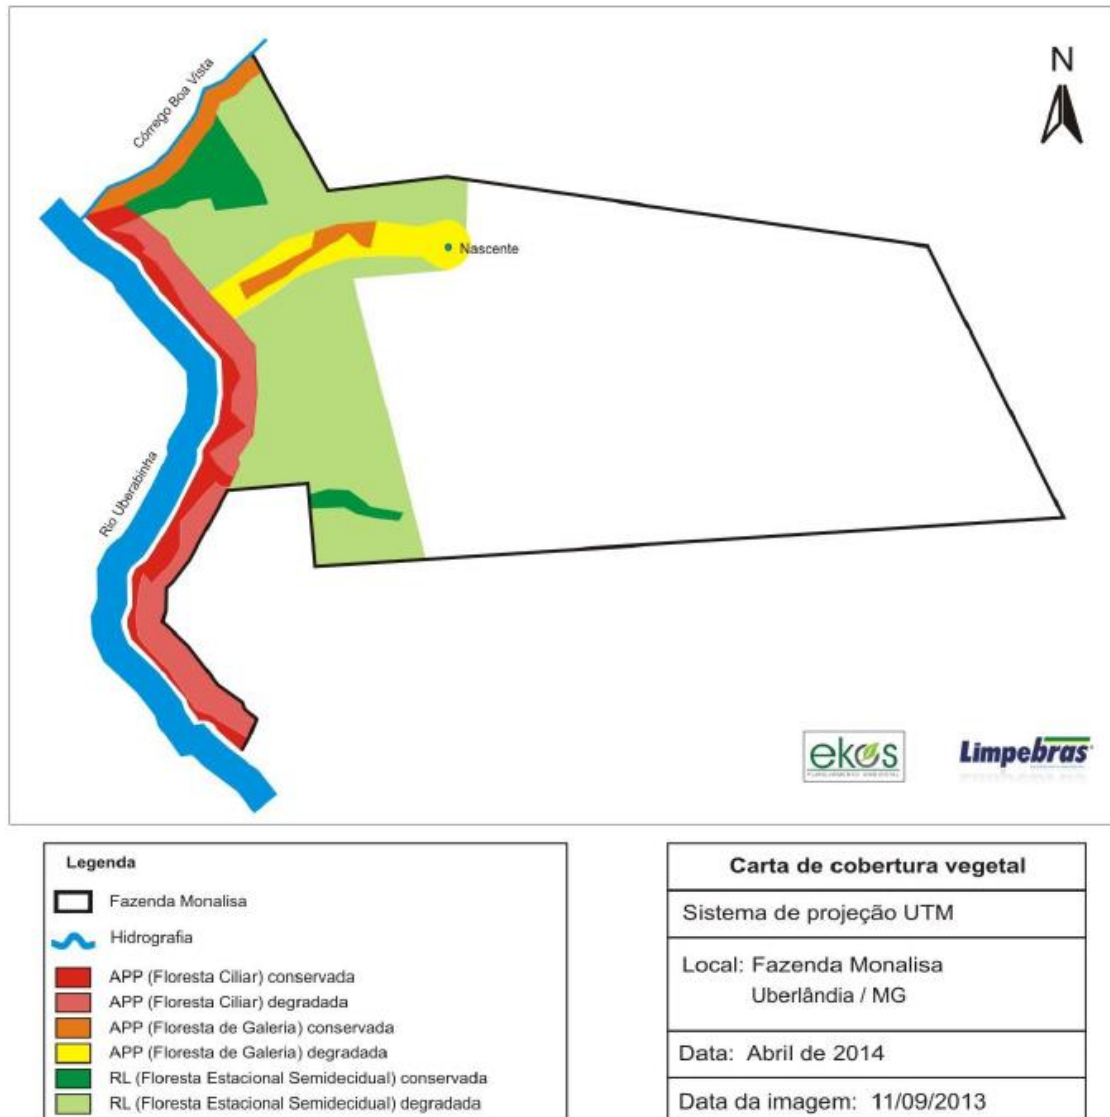 N
Córrego Boa Vista
Nascente
Rio Uberabinha
ekos
PLANEJAMENTO AMBIENTAL
Limpebras
Legenda
Fazenda Monalisa
Hidrografia
APP (Floresta Ciliar) conservada
APP (Floresta Ciliar) degradada
APP (Floresta de Galeria) conservada
APP (Floresta de Galeria) degradada
RL (Floresta Estacional Semidecidual) conservada
RL (Floresta Estacional Semidecidual) degradada
Carta de cobertura vegetal
Sistema de projeção UTM
Local: Fazenda Monalisa
Uberlândia / MG
Data: Abril de 2014
Data da imagem: 11/09/2013